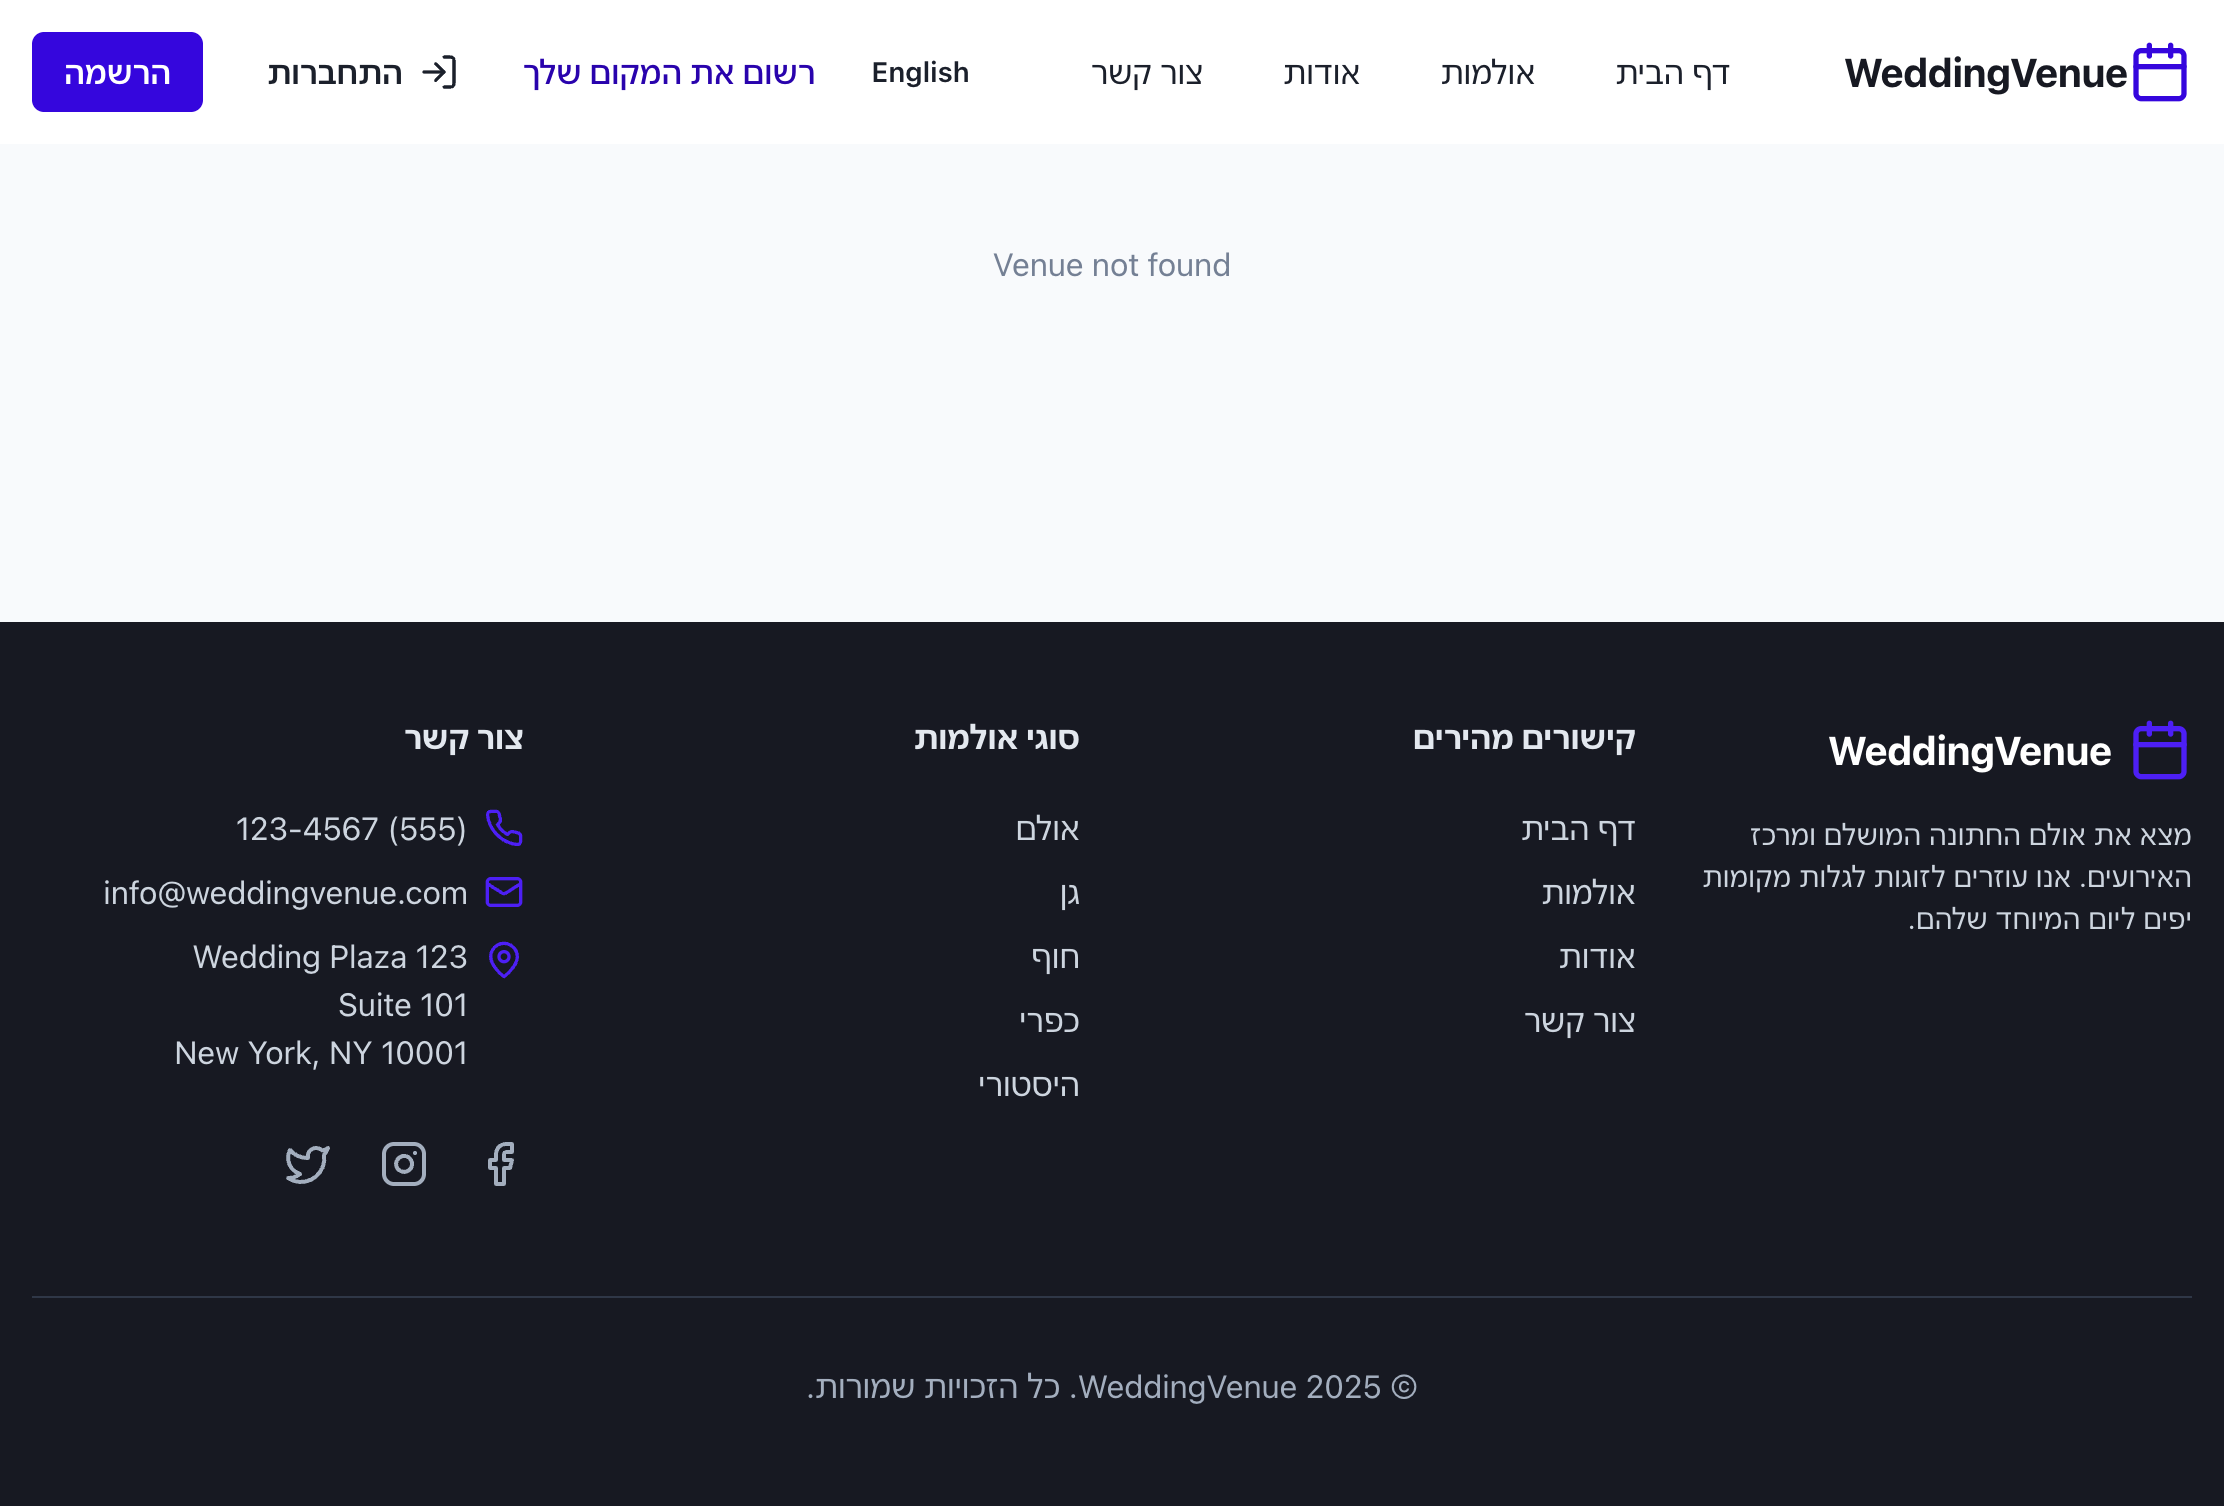 WeddingVenue
דף הבית
אולמות
אודות
צור קשר
English
רשום את המקום שלך
התחברות
הרשמה
Venue not found
WeddingVenue
מצא את אולם החתונה המושלם ומרכז
האירועים. אנו עוזרים לזוגות לגלות מקומות
יפים ליום המיוחד שלהם.
קישורים מהירים
דף הבית
אולמות
אודות
צור קשר
סוגי אולמות
אולם
גן
חוף
כפרי
היסטורי
צור קשר
123-4567 (555)
info@weddingvenue.com
Wedding Plaza 123
Suite 101
New York, NY 10001
© 2025 WeddingVenue. כל הזכויות שמורות.